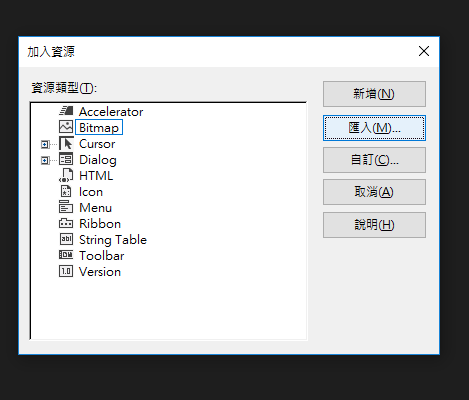 加入資源
資源類型(T):
Accelerator
Bitmap
Cursor
Dialog
HTML
Icon
Menu
Ribbon
String Table
Toolbar
Version
新增(N)
匯入(M)...
自訂(C)...
取消(A)
說明(H)